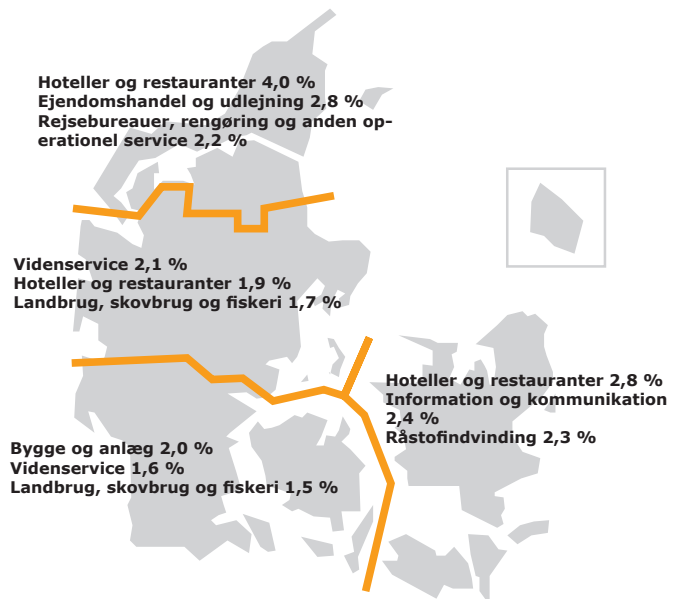 Hoteller og restauranter 4,0 %
Ejendomshandel og udlejning 2,8 %
Rejsebureauer, rengøring og anden op-
erationel service 2,2 %
Videnservice 2,1 %
Hoteller og restauranter 1,9 %
Landbrug, skovbrug og fiskeri 1,7 %
Hoteller og restauranter 2,8 %
Information og kommunikation
2,4 %
Råstofindvinding 2,3 %
Bygge og anlæg 2,0 %
Videnservice 1,6 %
Landbrug, skovbrug og fiskeri 1,5 %